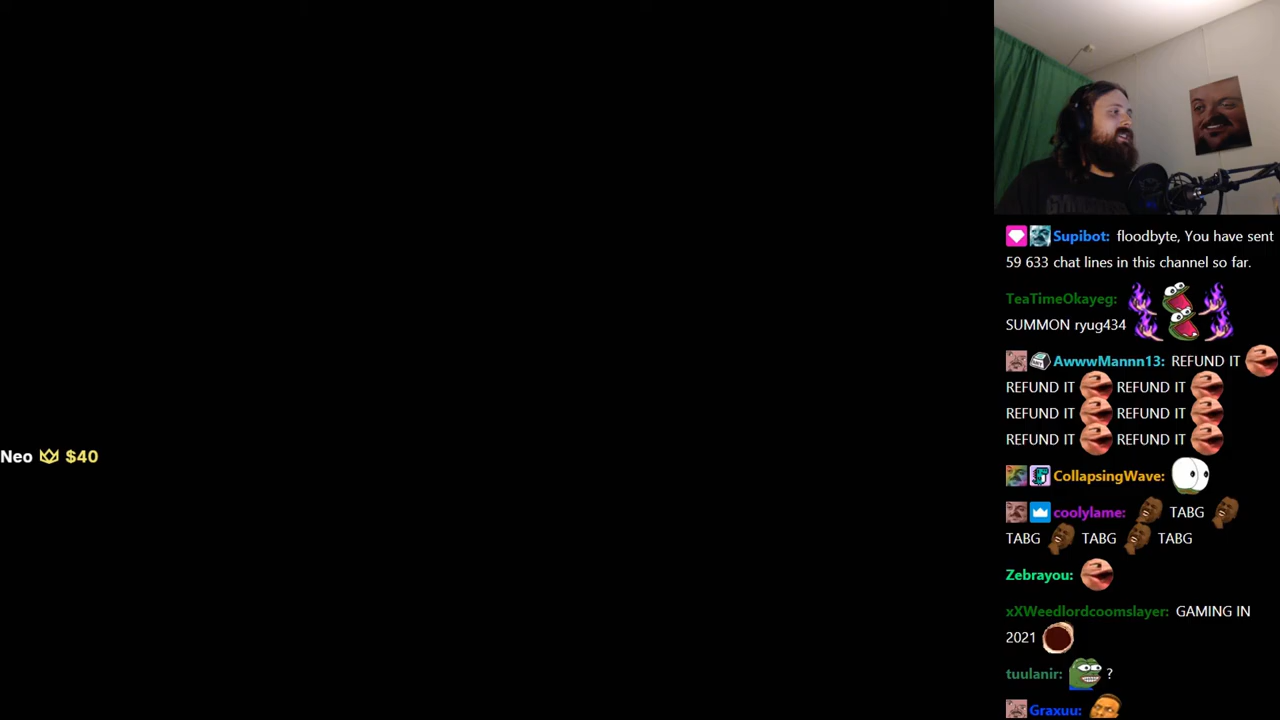 Supibot: floodbyte, You have sent
59 633 chat lines in this channel so far.
TeaTimeOkayeg:
SUMMON ryug434
AwwwMannn13: REFUND IT
REFUND IT REFUND IT
REFUND IT REFUND IT
REFUND IT REFUND IT
Neo $40
CollapsingWave:
coolylame: TABG
TABG TABG TABG
Zebrayou:
xXWeedlordcoomslayer: GAMING IN
2021
tuulanir: ?
Graxuu: